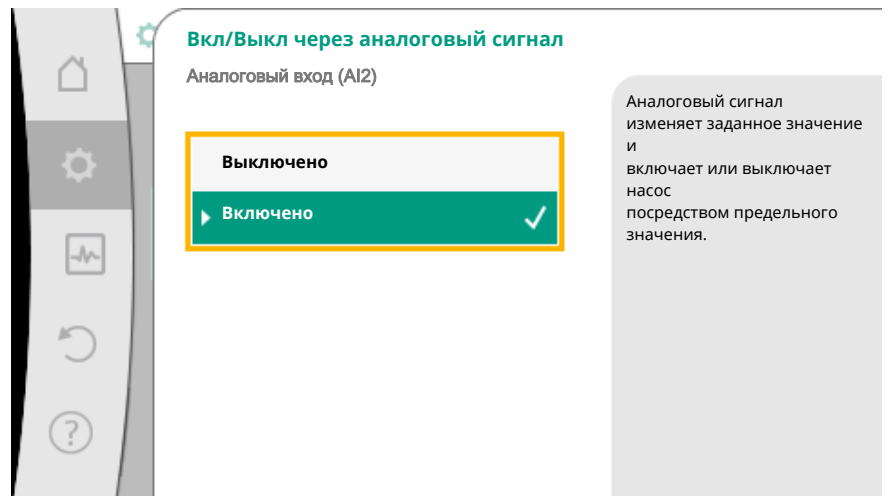 Вкл/Выкл через аналоговый сигнал
Аналоговый вход (AI2)
Выключено
Включено
Аналоговый сигнал
изменяет заданное значение
и
включает или выключает
насос
посредством предельного
значения.
?